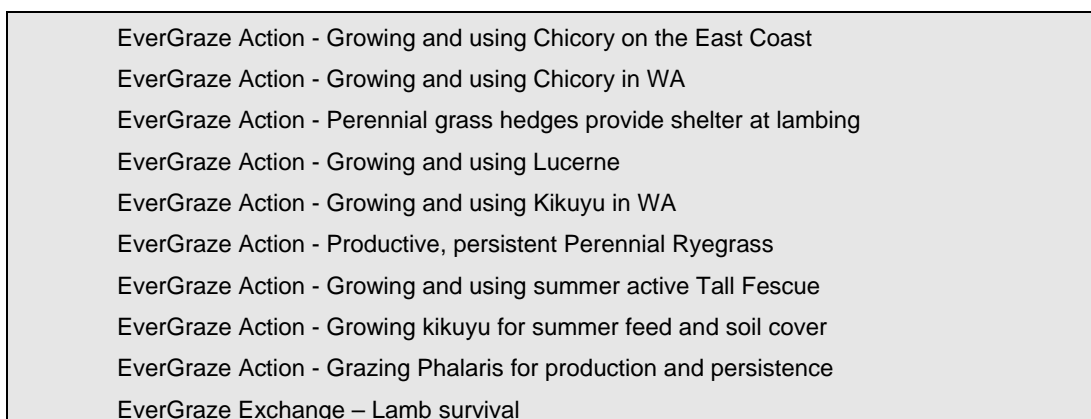 EverGraze Action - Growing and using Chicory on the East Coast
EverGraze Action - Growing and using Chicory in WA
EverGraze Action - Perennial grass hedges provide shelter at lambing
EverGraze Action - Growing and using Lucerne
EverGraze Action - Growing and using Kikuyu in WA
EverGraze Action - Productive, persistent Perennial Ryegrass
EverGraze Action - Growing and using summer active Tall Fescue
EverGraze Action - Growing kikuyu for summer feed and soil cover
EverGraze Action - Grazing Phalaris for production and persistence
EverGraze Exchange – Lamb survival